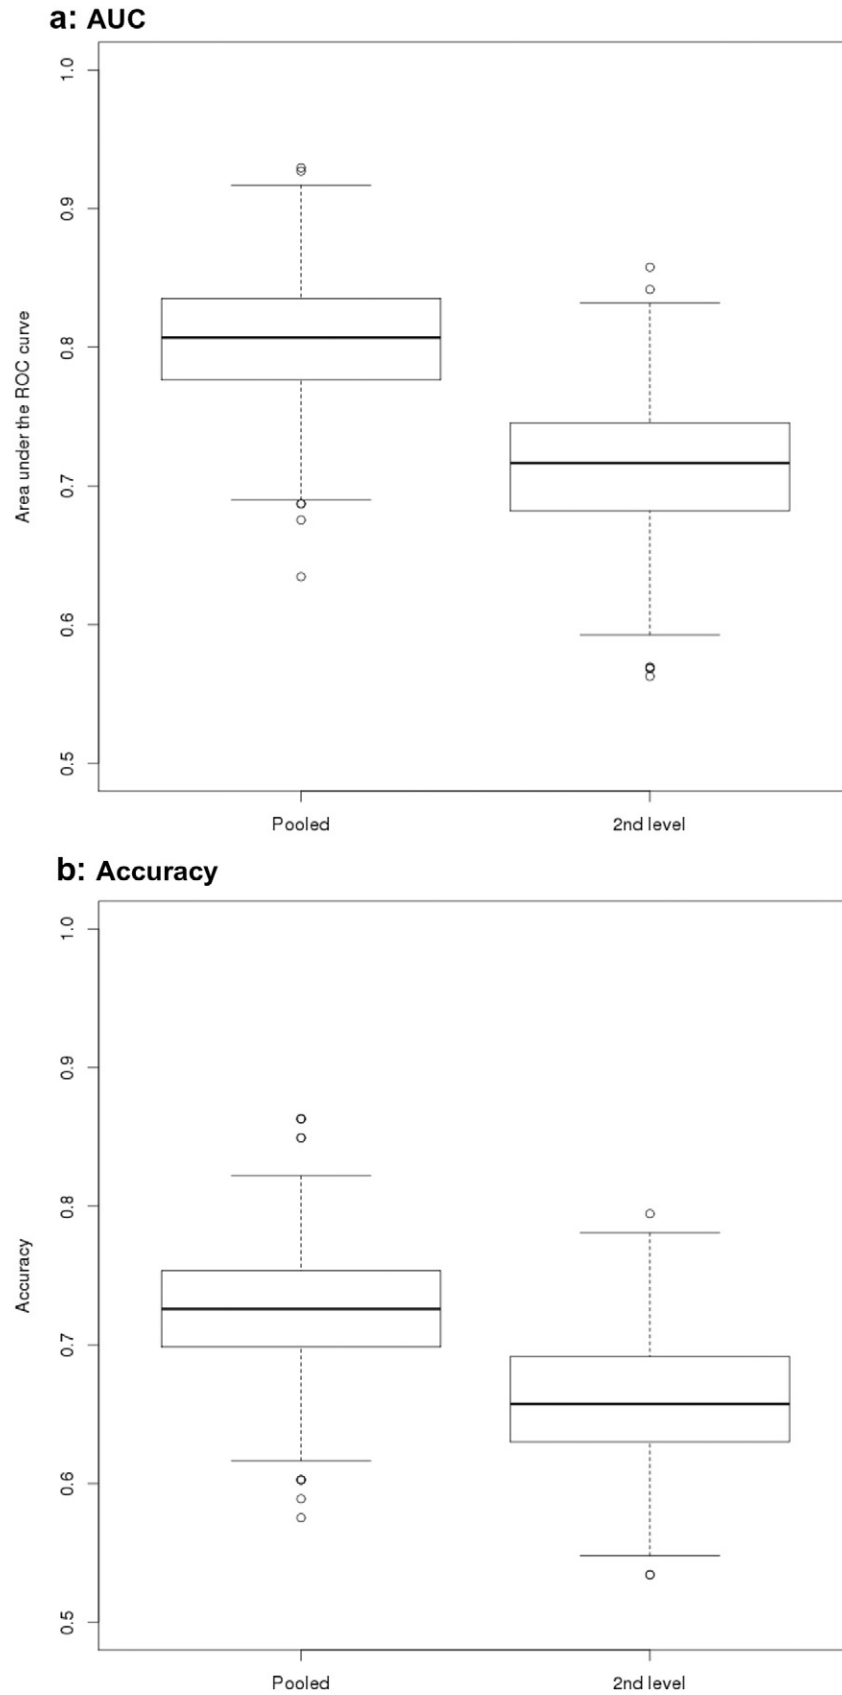 a: AUC
1.0
0.9
0.8
0.7
0.6
0.5
Area under the ROC curve
Pooled 2nd level
b: Accuracy
1.0
0.9
0.8
0.7
0.6
0.5
Accuracy
Pooled 2nd level